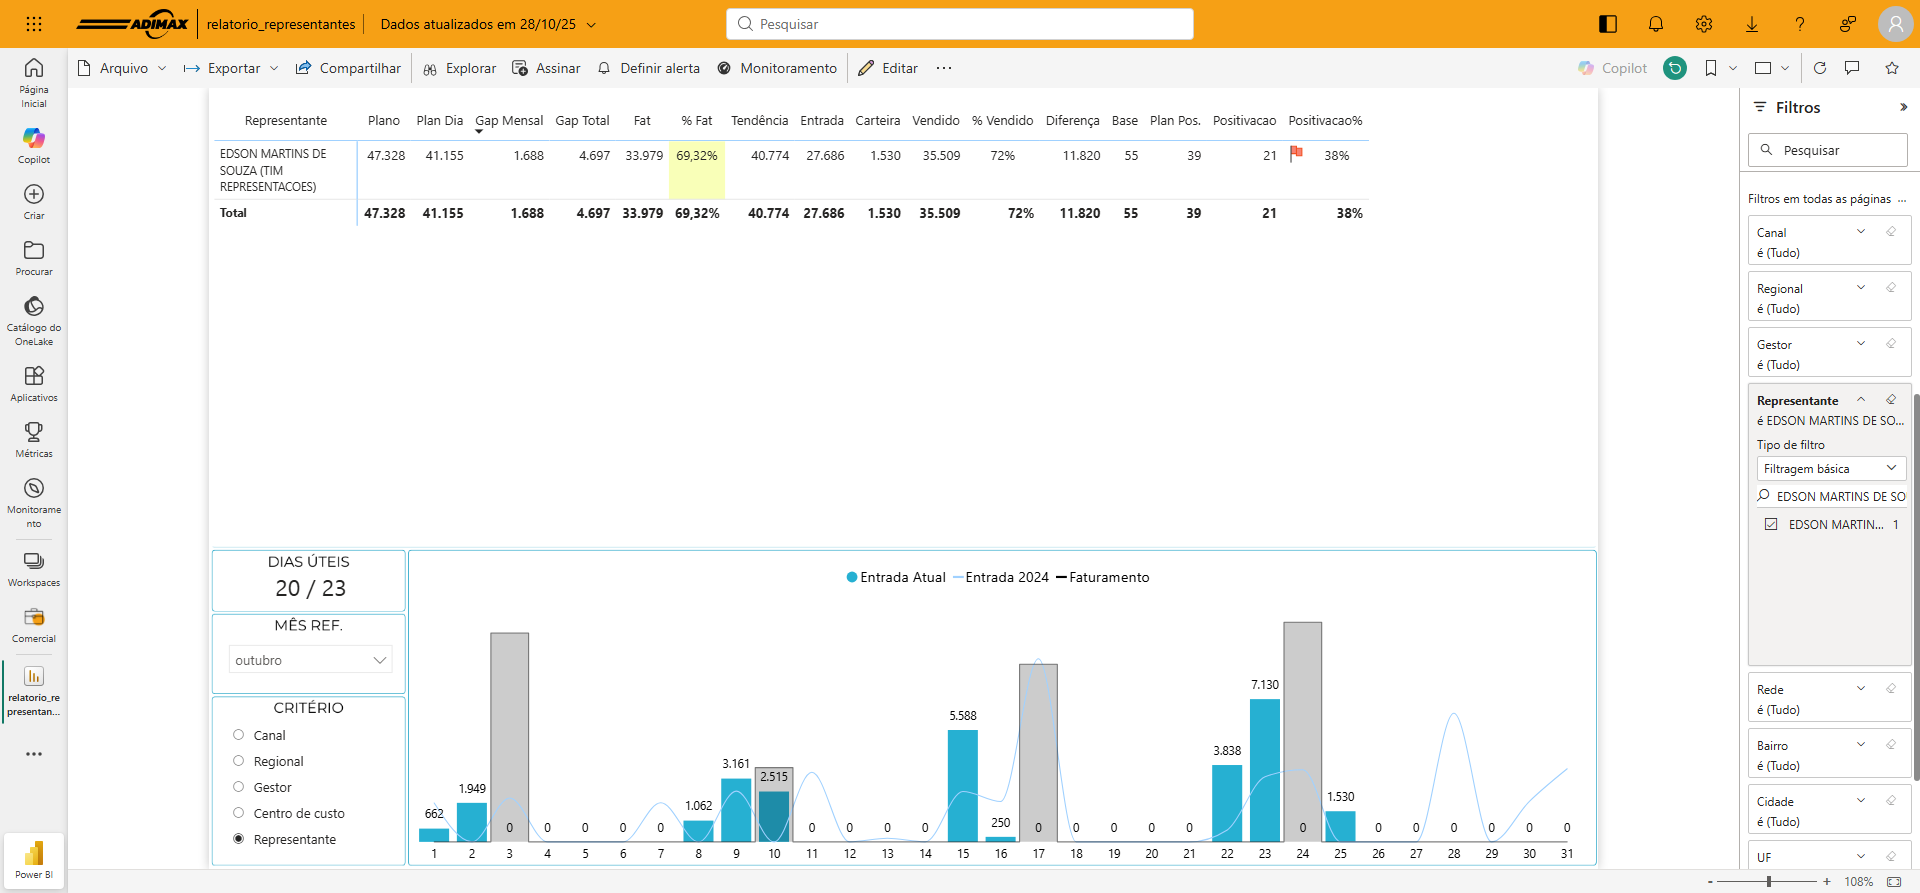 ADIMAX
relatorio_representantes
Dados atualizados em 28/10/25
Pesquisar
Arquivo
Exportar
Compartilhar
Explorar
Assinar
Definir alerta
Monitoramento
Editar
Copilot
Página Inicial
Copilot
Criar
Procurar
Catálogo do OneLake
Aplicativos
Métricas
Monitorame
nto
Workspaces
Comercial
relatorio_re
presentan...
Power BI
Representante Plano Plan Dia Gap Mensal Gap Total Fat % Fat Tendência Entrada Carteira Vendido % Vendido Diferença Base Plan Pos. Positivacao Positivacao%
EDSON MARTINS DE 47.328 41.155 1.688 4.697 33.979 69,32% 40.774 27.686 1.530 35.509 72% 11.820 55 39 21 38%
SOUZA (TIM
REPRESENTACOES)
Total 47.328 41.155 1.688 4.697 33.979 69,32% 40.774 27.686 1.530 35.509 72% 11.820 55 39 21 38%
DIAS ÚTEIS
20 / 23
MÊS REF.
outubro
CRITÉRIO
Canal
Regional
Gestor
Centro de custo
Representante
Entrada Atual Entrada 2024 Faturamento
662 1.949 0 0 0 0 0 1.062 3.161 2.515 0 0 0 0 5.588 250 0 0 0 0 0 3.838 7.130 0 1.530 0 0 0 0 0 0
1 2 3 4 5 6 7 8 9 10 11 12 13 14 15 16 17 18 19 20 21 22 23 24 25 26 27 28 29 30 31
Filtros
Pesquisar
Filtros em todas as páginas ...
Canal
é (Tudo)
Regional
é (Tudo)
Gestor
é (Tudo)
Representante
é EDSON MARTINS DE SO...
Tipo de filtro
Filtragem básica
EDSON MARTINS DE SO
EDSON MARTIN... 1
Rede
é (Tudo)
Bairro
é (Tudo)
Cidade
é (Tudo)
UF
- + 108%